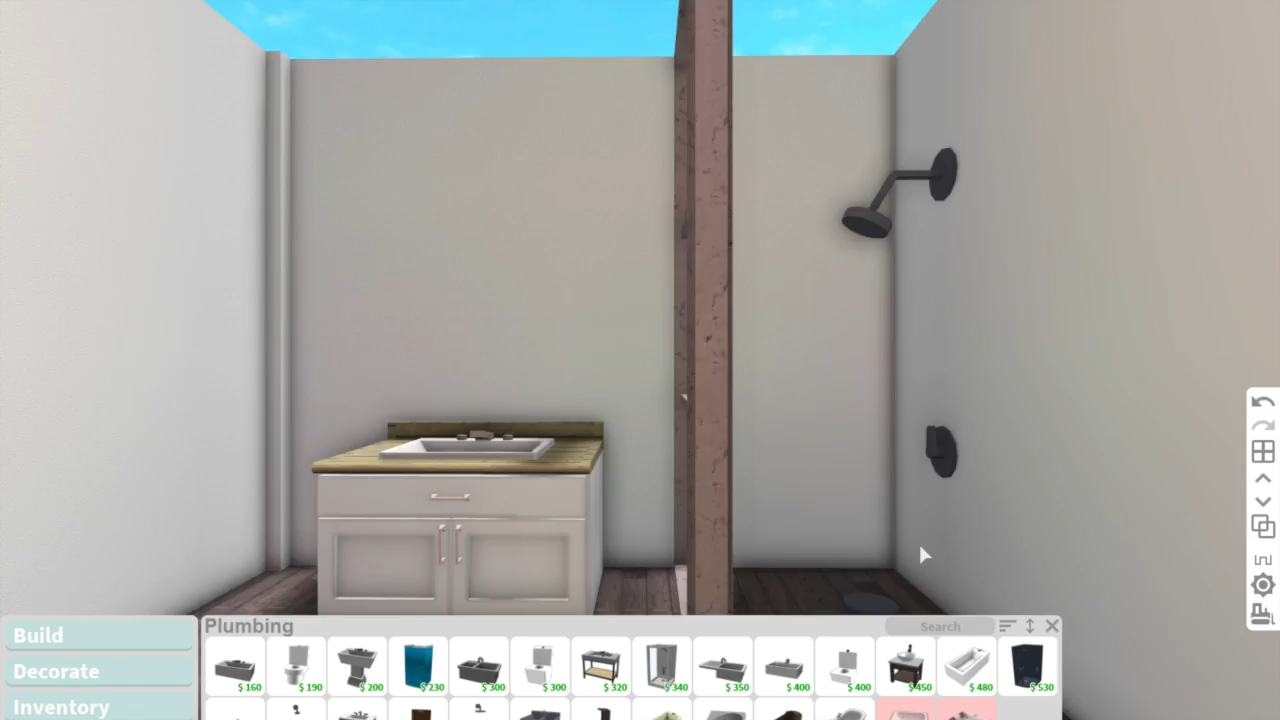 Plumbing
Search
Build
Decorate
Inventory
$ 160 $ 190 $ 200 $ 230 $ 300 $ 300 $ 320 $ 340 $ 350 $ 400 $ 400 $ 450 $ 480 $ 530